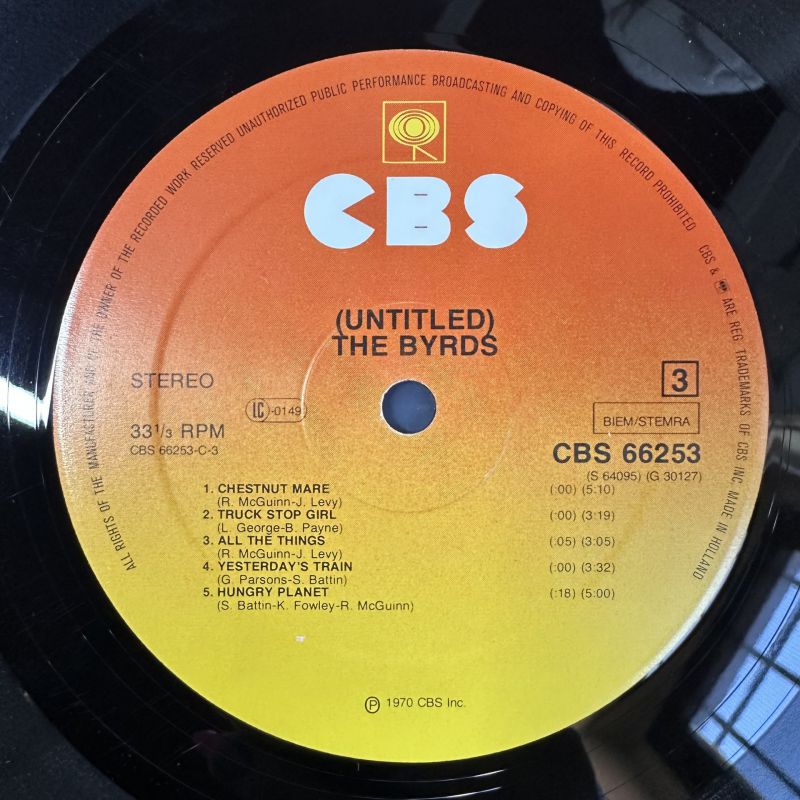 ALL RIGHTS OF THE MANUFACTURER AND OF THE OWNER OF THE RECORDED WORK RESERVED UNAUTHORIZED PUBLIC PERFORMANCE BROADCASTING AND COPYING OF THIS RECORD PROHIBITED CBS & ARE REG. TRADEMARKS OF CBS INC. MADE IN HOLLAND
CBS
(UNTITLED)
THE BYRDS
STEREO
3
LC-0149
BIEM/STEMRA
33 1/3 RPM
CBS 66253-C-3
CBS 66253
(S 64095) (G 30127)
1. CHESTNUT MARE (:00) (5:10)
(R. McGuinn-J. Levy)
2. TRUCK STOP GIRL (:00) (3:19)
(L. George-B. Payne)
3. ALL THE THINGS (:05) (3:05)
(R. McGuinn-J. Levy)
4. YESTERDAY'S TRAIN (:00) (3:32)
(G. Parsons-S. Battin)
5. HUNGRY PLANET (:18) (5:00)
(S. Battin-K. Fowley-R. McGuinn)
℗ 1970 CBS Inc.